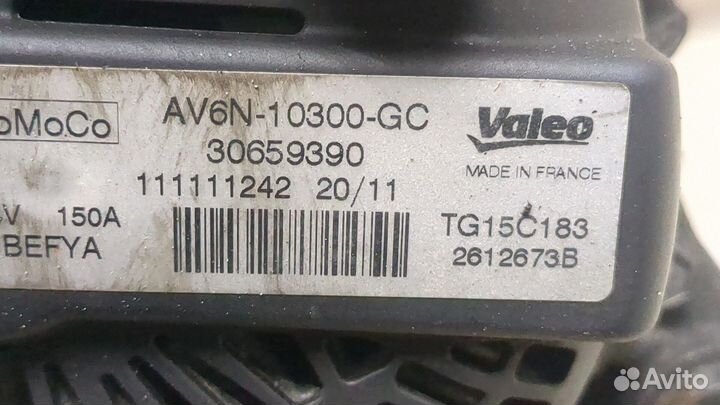 oMoCo
AV6N-10300-GC
30659390
111111242 20/11
V 150A
BEFYA
Valeo
MADE IN FRANCE
TG15C183
2612673B
Avito